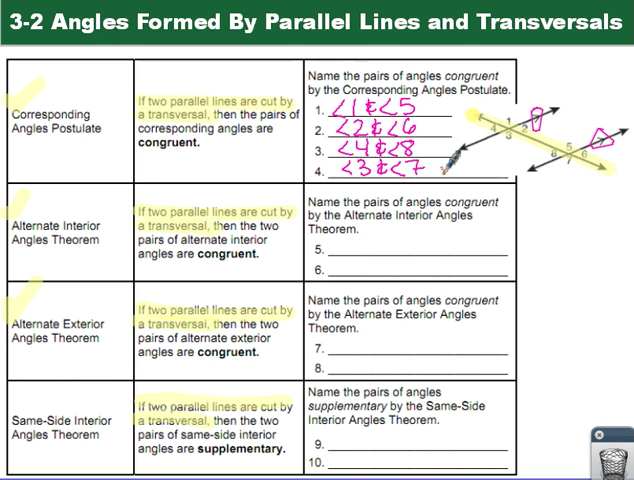 3-2 Angles Formed By Parallel Lines and Transversals
Corresponding
Angles Postulate
If two parallel lines are cut by
a transversal, then the pairs of
corresponding angles are
congruent.
Name the pairs of angles congruent
by the Corresponding Angles Postulate.
1. ∠1 & ∠5
2. ∠2 & ∠6
3. ∠4 & ∠8
4. ∠3 & ∠7
1
4 2
3
5
8 6
7
Alternate Interior
Angles Theorem
If two parallel lines are cut by
a transversal, then the two
pairs of alternate interior
angles are congruent.
Name the pairs of angles congruent
by the Alternate Interior Angles
Theorem.
5.
6.
Alternate Exterior
Angles Theorem
If two parallel lines are cut by
a transversal, then the two
pairs of alternate exterior
angles are congruent.
Name the pairs of angles congruent
by the Alternate Exterior Angles
Theorem.
7.
8.
Same-Side Interior
Angles Theorem
If two parallel lines are cut by
a transversal, then the two
pairs of same-side interior
angles are supplementary.
Name the pairs of angles
supplementary by the Same-Side
Interior Angles Theorem.
9.
10.